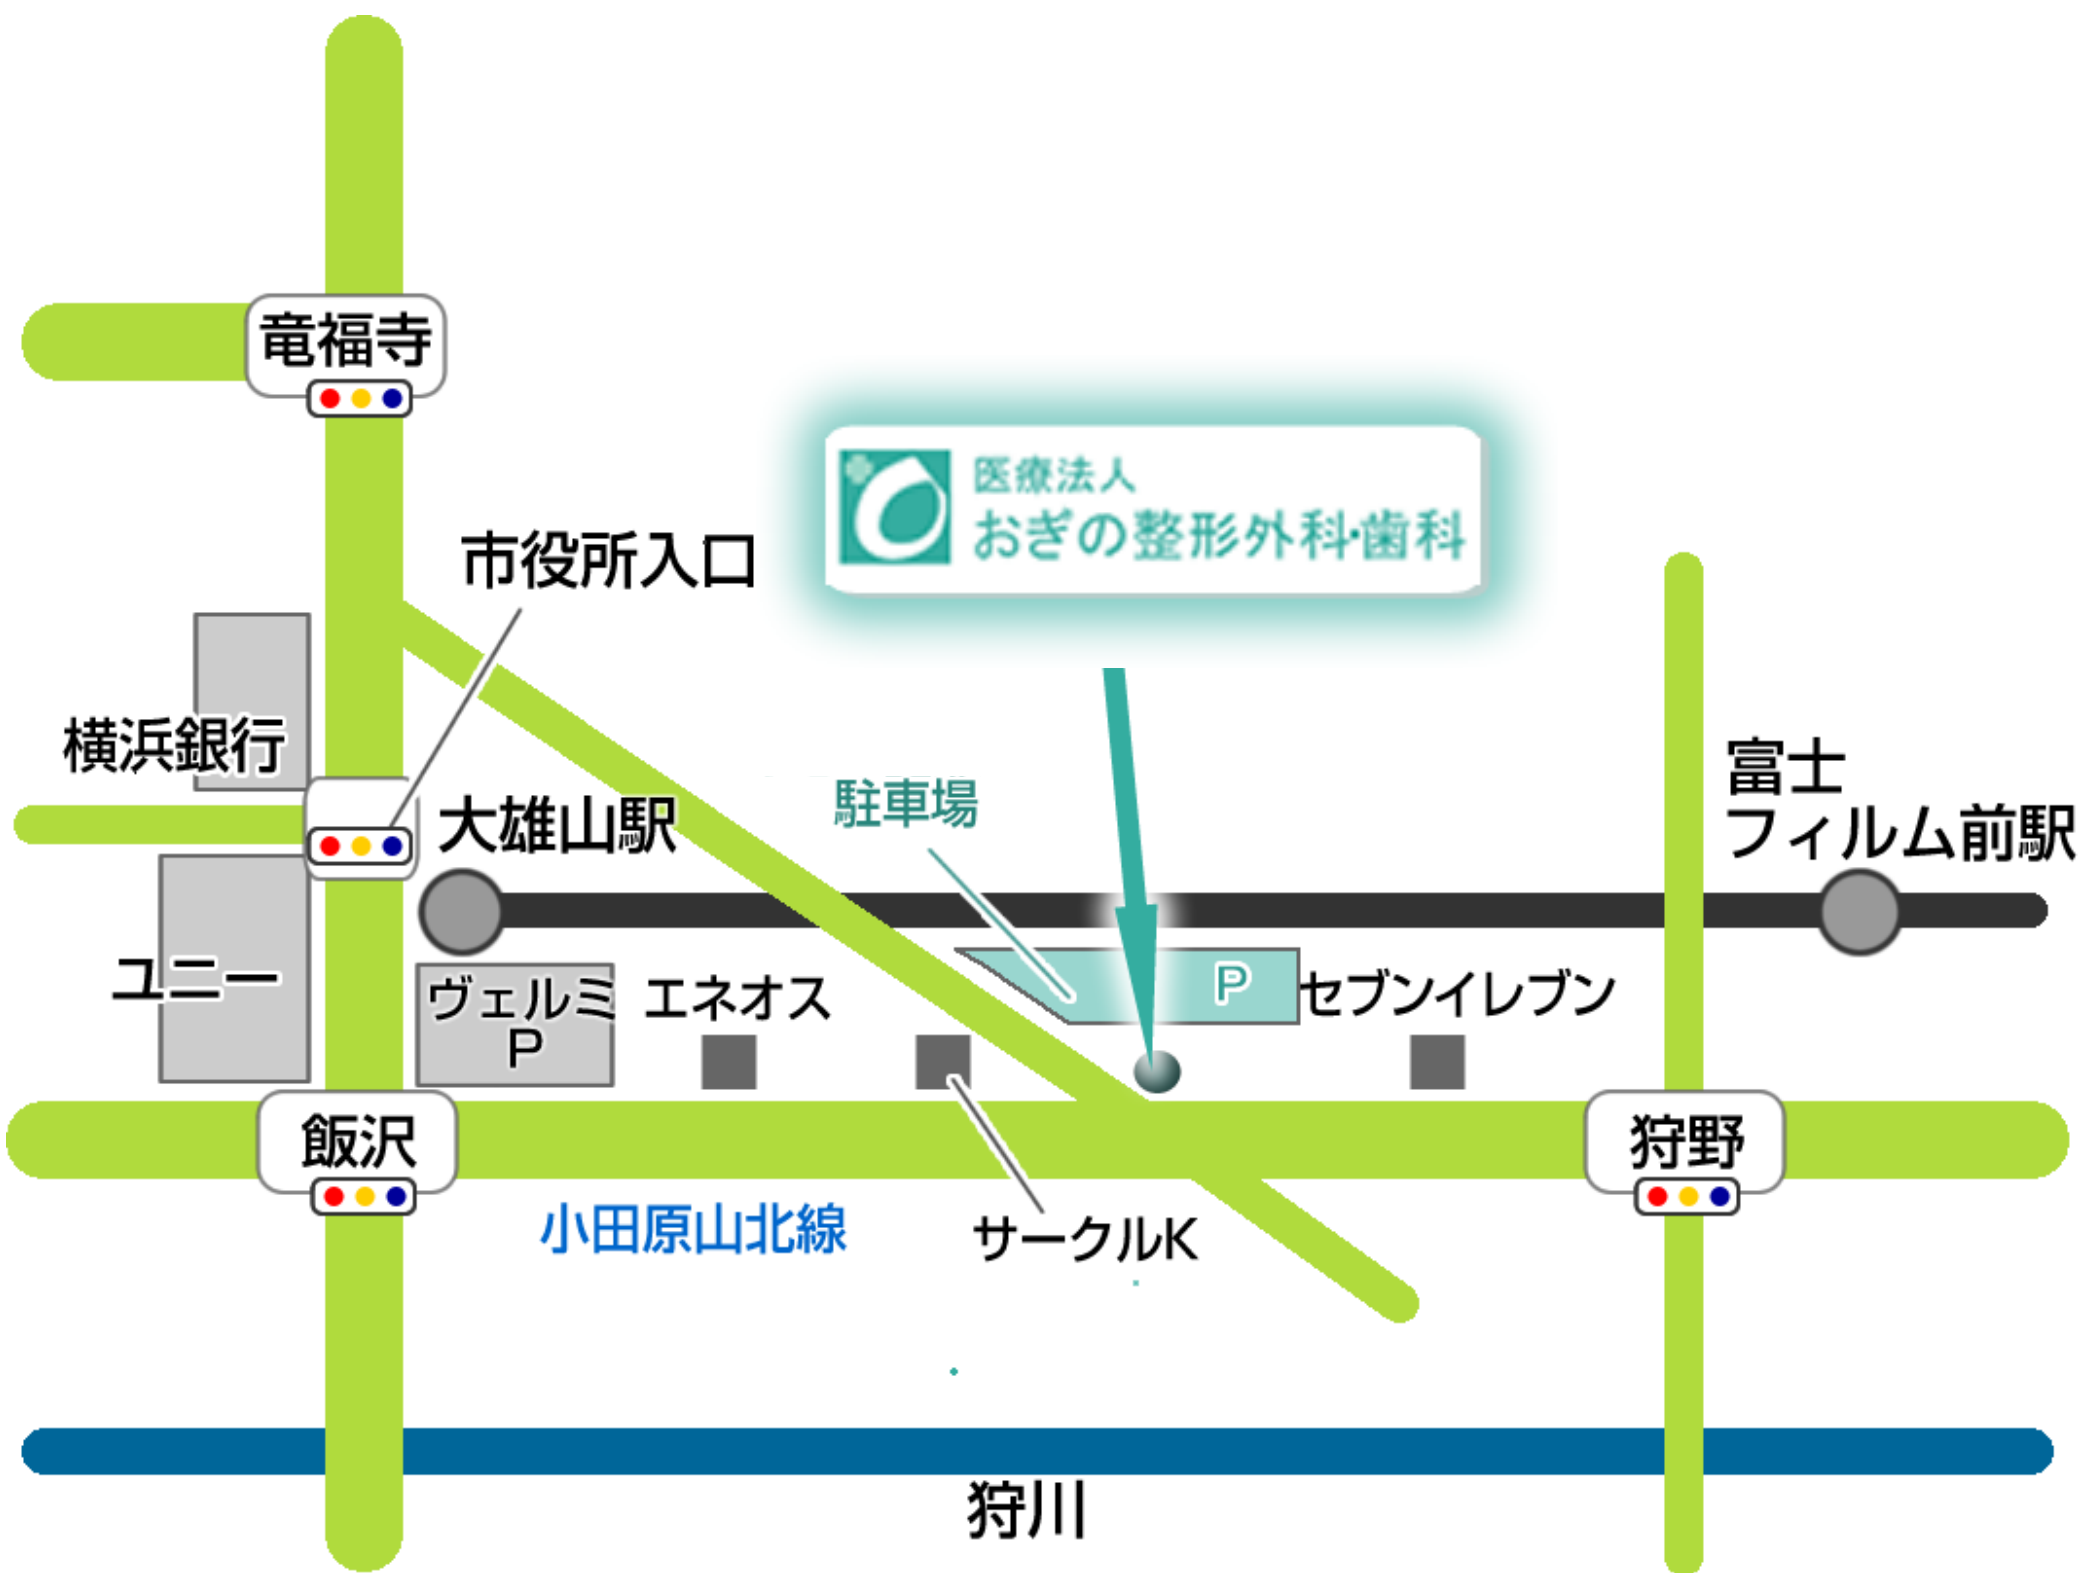 竜福寺
医療法人
おぎの整形外科・歯科
市役所入口
横浜銀行
大雄山駅
駐車場
富士
フィルム前駅
ユニー
ヴェルミ
P
エネオス
P
セブンイレブン
飯沢
狩野
小田原山北線
サークルK
狩川